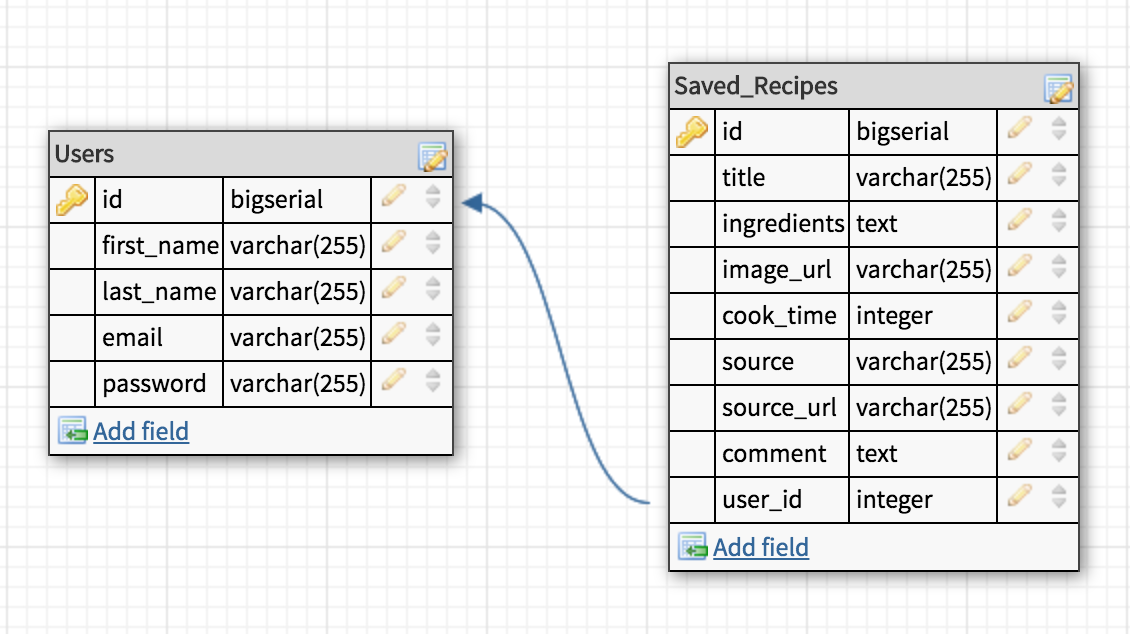 Users
id bigserial
first_name varchar(255)
last_name varchar(255)
email varchar(255)
password varchar(255)
Add field
Saved_Recipes
id bigserial
title varchar(255)
ingredients text
image_url varchar(255)
cook_time integer
source varchar(255)
source_url varchar(255)
comment text
user_id integer
Add field